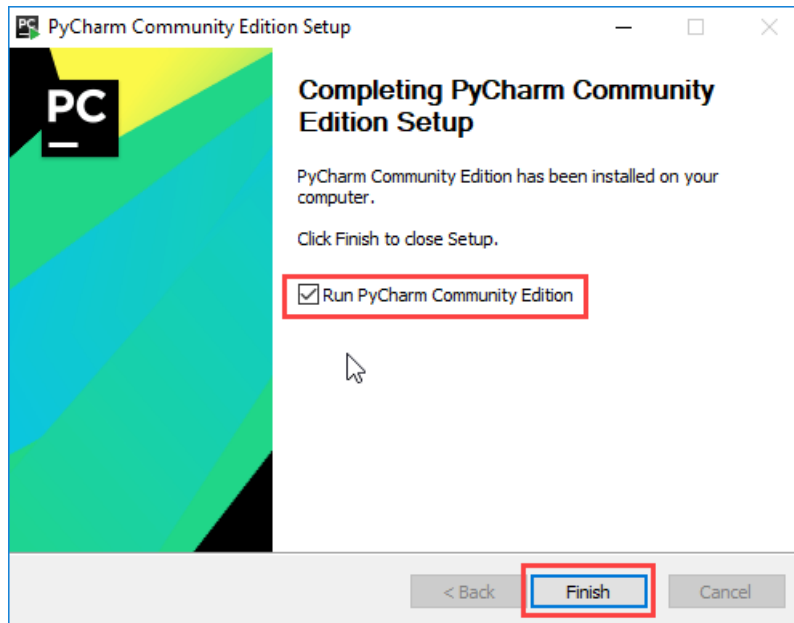 PyCharm Community Edition Setup
PC
Completing PyCharm Community
Edition Setup
PyCharm Community Edition has been installed on your
computer.
Click Finish to close Setup.
Run PyCharm Community Edition
< Back
Finish
Cancel